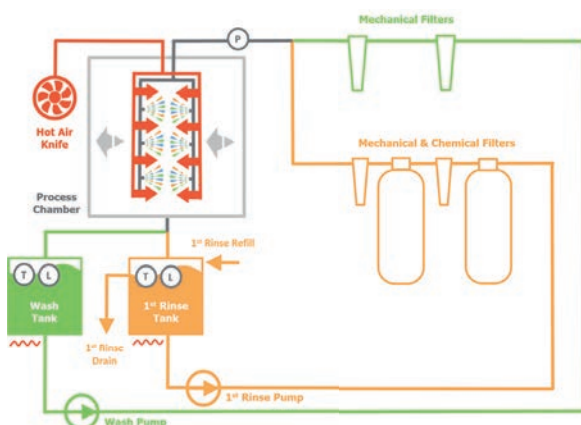 Mechanical Filters
P
Hot Air
Knife
Mechanical & Chemical Filters
Process
Chamber
1st Rinse Refill
T L
T L
Wash
Tank
1st Rinse
Tank
1st Rinse
Drain
1st Rinse Pump
Wash Pump